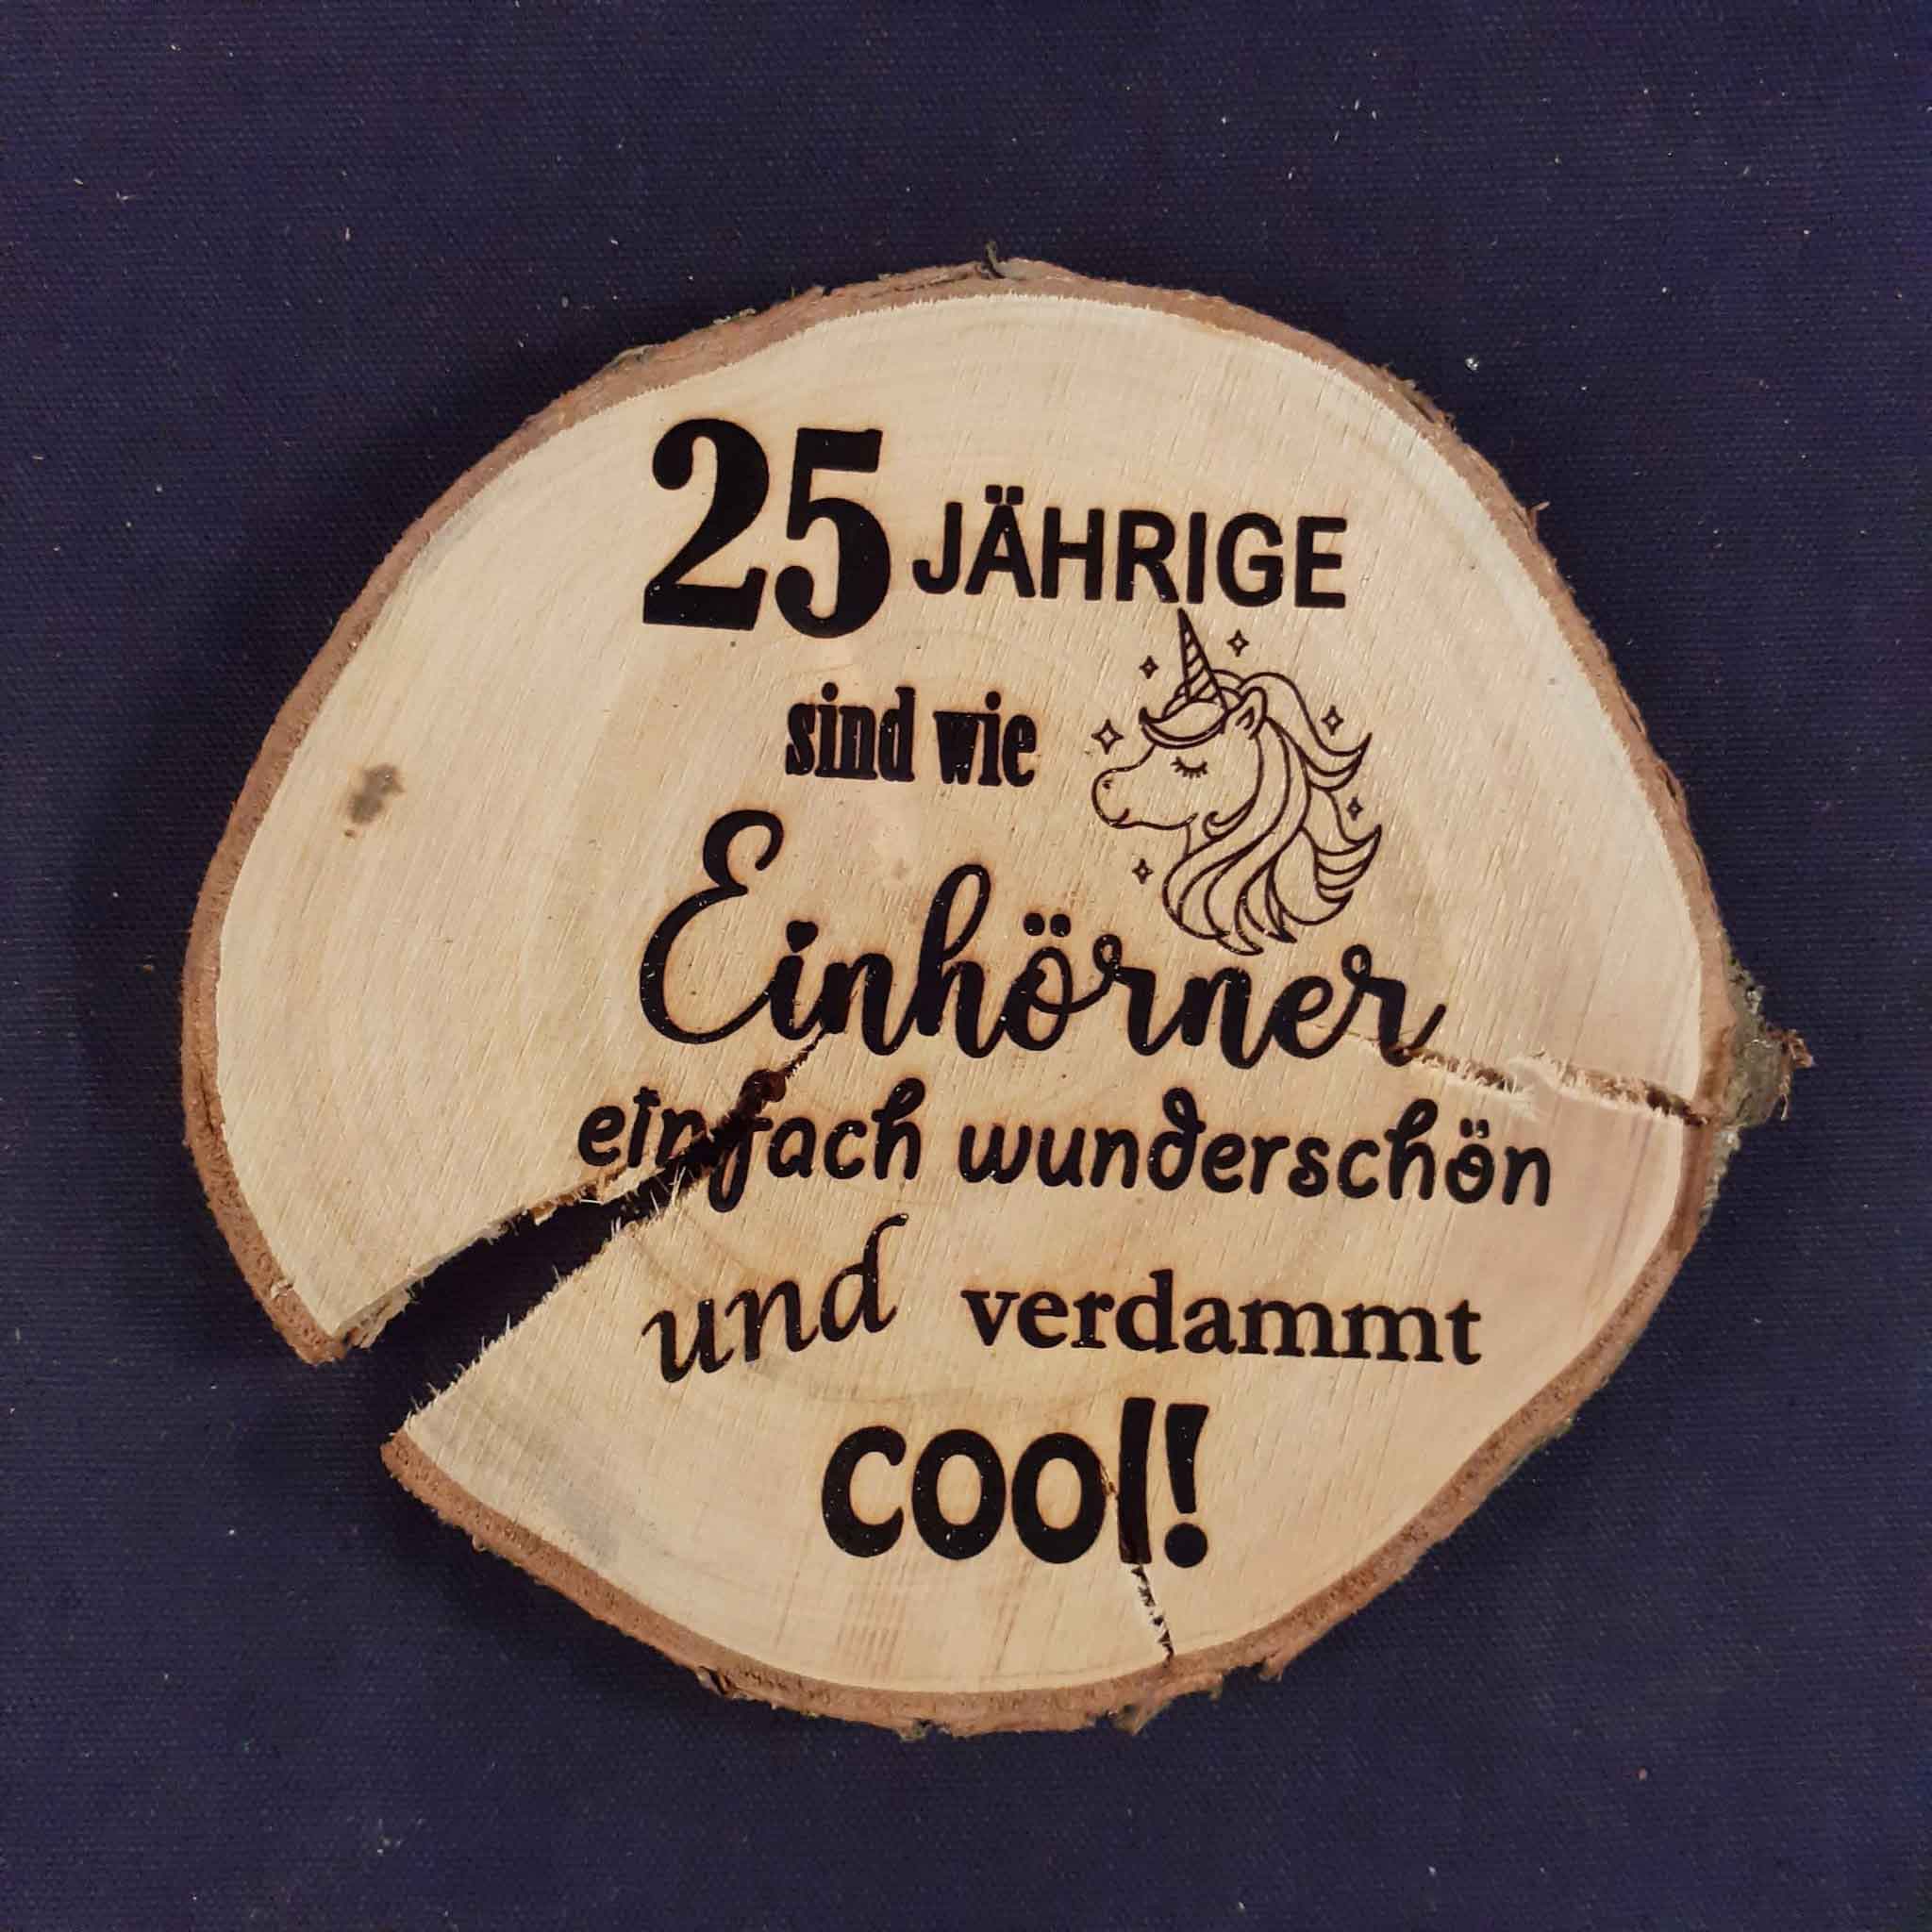 25 JÄHRIGE
sind wie
Einhörner
einfach wunderschön
und verdammt
cool!